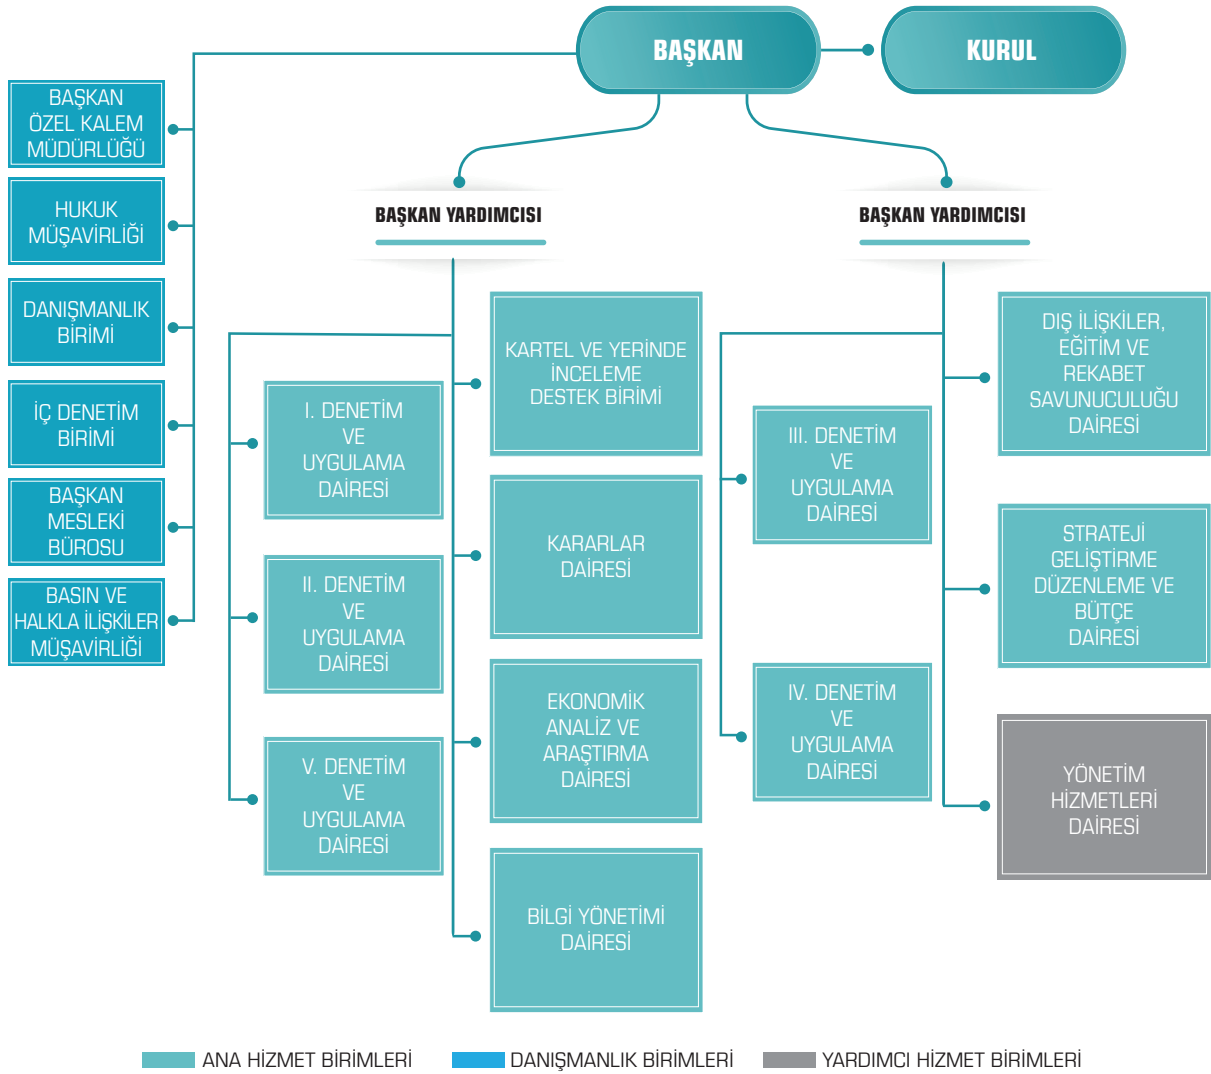 BAŞKAN
KURUL
BAŞKAN
ÖZEL KALEM
MÜDÜRLÜĞÜ
HUKUK
MÜŞAVİRLİĞİ
DANIŞMANLIK
BİRİMİ
İÇ DENETİM
BİRİMİ
BAŞKAN
MESLEKİ
BÜROSU
BASIN VE
HALKLA İLİŞKİLER
MÜŞAVİRLİĞİ
BAŞKAN YARDIMCISI
I. DENETİM
VE
UYGULAMA
DAİRESİ
II. DENETİM
VE
UYGULAMA
DAİRESİ
V. DENETİM
VE
UYGULAMA
DAİRESİ
KARTEL VE YERİNDE
İNCELEME
DESTEK BİRİMİ
KARARLAR
DAİRESİ
EKONOMİK
ANALİZ VE
ARAŞTIRMA
DAİRESİ
BİLGİ YÖNETİMİ
DAİRESİ
BAŞKAN YARDIMCISI
III. DENETİM
VE
UYGULAMA
DAİRESİ
IV. DENETİM
VE
UYGULAMA
DAİRESİ
DIŞ İLİŞKİLER,
EĞİTİM VE
REKABET
SAVUNUCULUĞU
DAİRESİ
STRATEJİ
GELİŞTİRME
DÜZENLEME VE
BÜTÇE
DAİRESİ
YÖNETİM
HİZMETLERİ
DAİRESİ
ANA HİZMET BİRİMLERİ
DANIŞMANLIK BİRİMLERİ
YARDIMCI HİZMET BİRİMLERİ